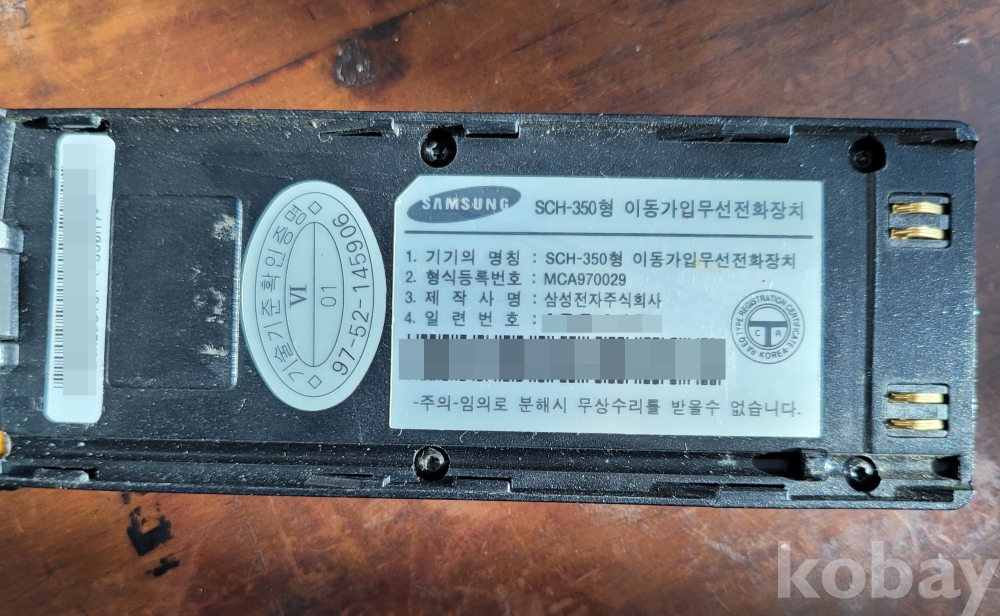 SAMSUNG SCH-350형 이동가입무선전화장치
1. 기기의 명칭 : SCH-350형 이동가입무선전화장치
2. 형식등록번호 : MCA970029
3. 제 작 사 명 : 삼성전자주식회사
4. 일 련 번 호 :
-주의-임의로 분해시 무상수리를 받을수 없습니다.
RADIO TYPE REGISTRATION CERTIFICATE
C R
KOREA
기술기준확인증명
VI
01
97-52-145906
kobay